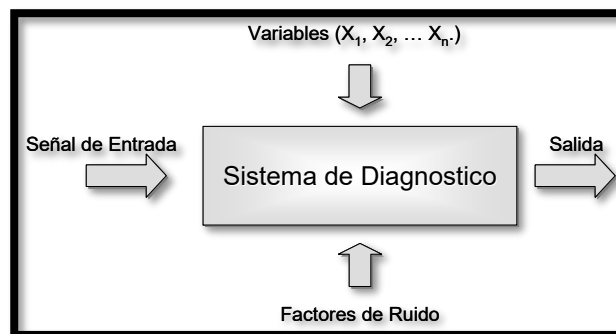 Variables (X1, X2, … Xn.)
Señal de Entrada
Salida
Sistema de Diagnostico
Factores de Ruido